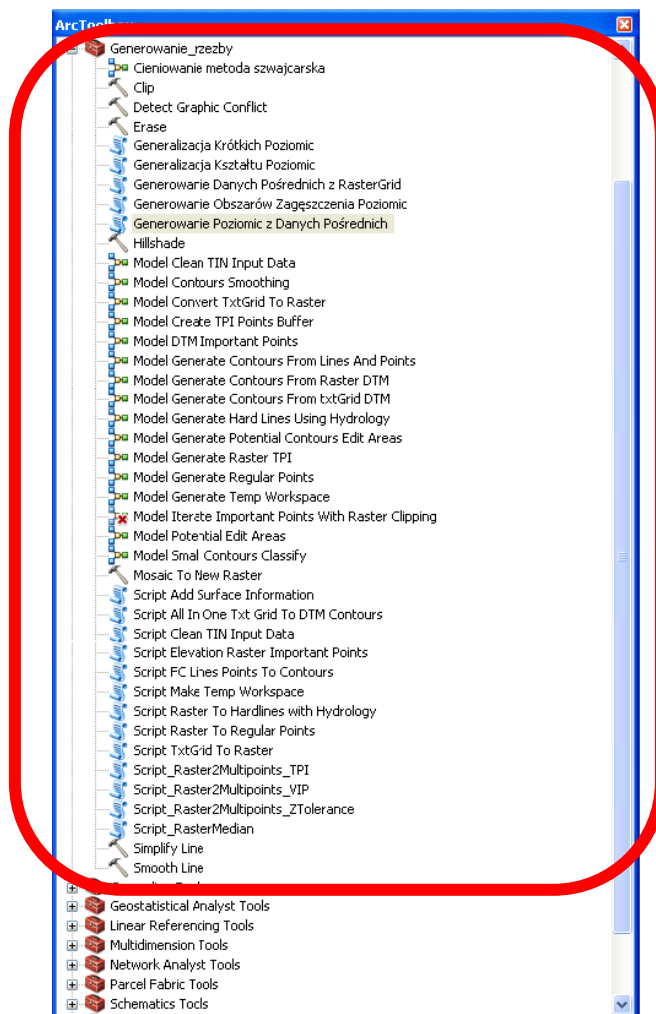 ArcToolbox
Generowanie_rzezby
Cieniowanie metoda szwajcarska
Clip
Detect Graphic Conflict
Erase
Generalizacja Krótkich Poziomic
Generalizacja Kształtu Poziomic
Generowanie Danych Pośrednich z RasterGrid
Generowanie Obszarów Zagęszczenia Poziomic
Generowanie Poziomic z Danych Pośrednich
Hillshade
Model Clean TIN Input Data
Model Contours Smoothing
Model Convert TxtGrid To Raster
Model Create TPI Points Buffer
Model DTM Important Points
Model Generate Contours From Lines And Points
Model Generate Contours From Raster DTM
Model Generate Contours From txtGrid DTM
Model Generate Hard Lines Using Hydrology
Model Generate Potential Contours Edit Areas
Model Generate Raster TPI
Model Generate Regular Points
Model Generate Temp Workspace
Model Iterate Important Points With Raster Clipping
Model Potential Edit Areas
Model Smal Contours Classify
Mosaic To New Raster
Script Add Surface Information
Script All In One Txt Grid To DTM Contours
Script Clean TIN Input Data
Script Elevation Raster Important Points
Script FC Lines Points To Contours
Script Make Temp Workspace
Script Raster To Hardlines with Hydrology
Script Raster To Regular Points
Script TxtGrid To Raster
Script_Raster2Multipoints_TPI
Script_Raster2Multipoints_VIP
Script_Raster2Multipoints_ZTolerance
Script_RasterMedian
Simplify Line
Smooth Line
Geostatistical Analyst Tools
Linear Referencing Tools
Multidimension Tools
Network Analyst Tools
Parcel Fabric Tools
Schematics Tools